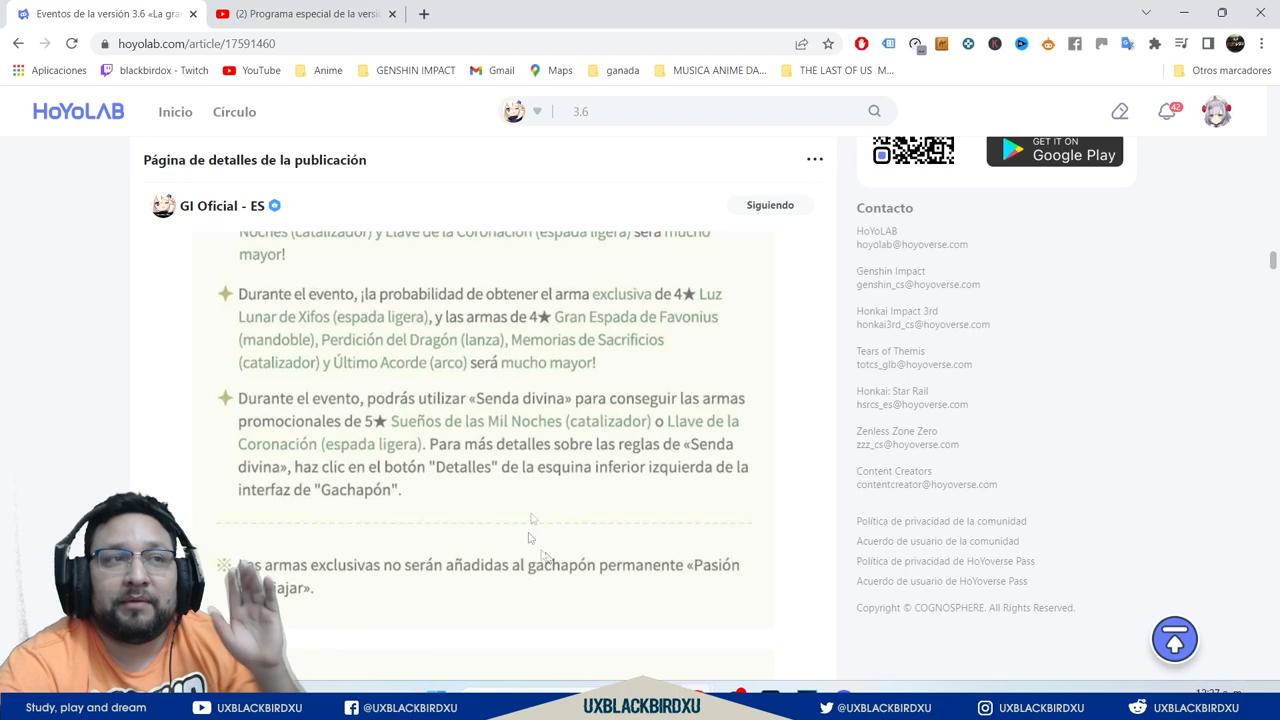 Eventos de la versión 3.6 «La gra
(2) Programa especial de la versi
hoyolab.com/article/17591460
Aplicaciones
blackbirdox - Twitch
YouTube
Anime
GENSHIN IMPACT
Gmail
Maps
ganada
MUSICA ANIME DA...
THE LAST OF US M...
Otros marcadores
HoYoLAB
Inicio
Círculo
3.6
42
Página de detalles de la publicación
GI Oficial - ES
Siguiendo
Noches (catalizador) y Llave de la Coronación (espada ligera) será mucho
mayor!
Durante el evento, ¡la probabilidad de obtener el arma exclusiva de 4★ Luz
Lunar de Xifos (espada ligera), y las armas de 4★ Gran Espada de Favonius
(mandoble), Perdición del Dragón (lanza), Memorias de Sacrificios
(catalizador) y Último Acorde (arco) será mucho mayor!
Durante el evento, podrás utilizar «Senda divina» para conseguir las armas
promocionales de 5★ Sueños de las Mil Noches (catalizador) o Llave de la
Coronación (espada ligera). Para más detalles sobre las reglas de «Senda
divina», haz clic en el botón "Detalles" de la esquina inferior izquierda de la
interfaz de "Gachapón".
armas exclusivas no serán añadidas al gachapón permanente «Pasión
GET IT ON
Google Play
Contacto
HoYoLAB
hoyolab@hoyoverse.com
Genshin Impact
genshin_cs@hoyoverse.com
Honkai Impact 3rd
honkai3rd_cs@hoyoverse.com
Tears of Themis
totcs_glb@hoyoverse.com
Honkai: Star Rail
hsrcs_es@hoyoverse.com
Zenless Zone Zero
zzz_cs@hoyoverse.com
Content Creators
contentcreator@hoyoverse.com
Política de privacidad de la comunidad
Acuerdo de usuario de la comunidad
Política de privacidad de HoYoverse Pass
Acuerdo de usuario de HoYoverse Pass
Copyright © COGNOSPHERE. All Rights Reserved.
Study, play and dream
UXBLACKBIRDXU
@UXBLACKBIRDXU
UXBLACKBIRDXU
@UXBLACKBIRDXU
UXBLACKBIRDXU
UXBLACKBIRDXU